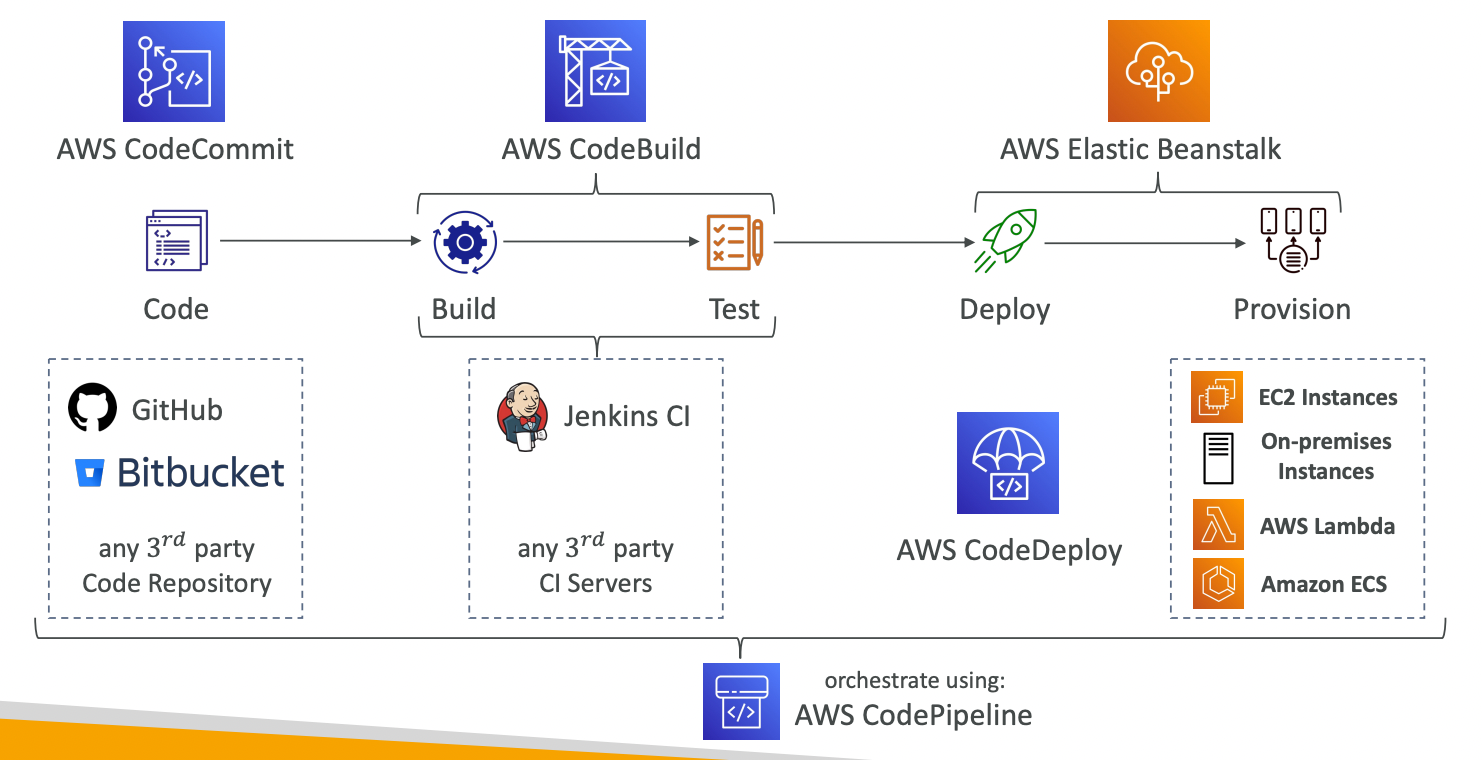 AWS CodeCommit
AWS CodeBuild
AWS Elastic Beanstalk
Code
Build
Test
Deploy
Provision
GitHub
Bitbucket
any 3rd party
Code Repository
Jenkins CI
any 3rd party
CI Servers
AWS CodeDeploy
EC2 Instances
On-premises
Instances
AWS Lambda
Amazon ECS
orchestrate using:
AWS CodePipeline